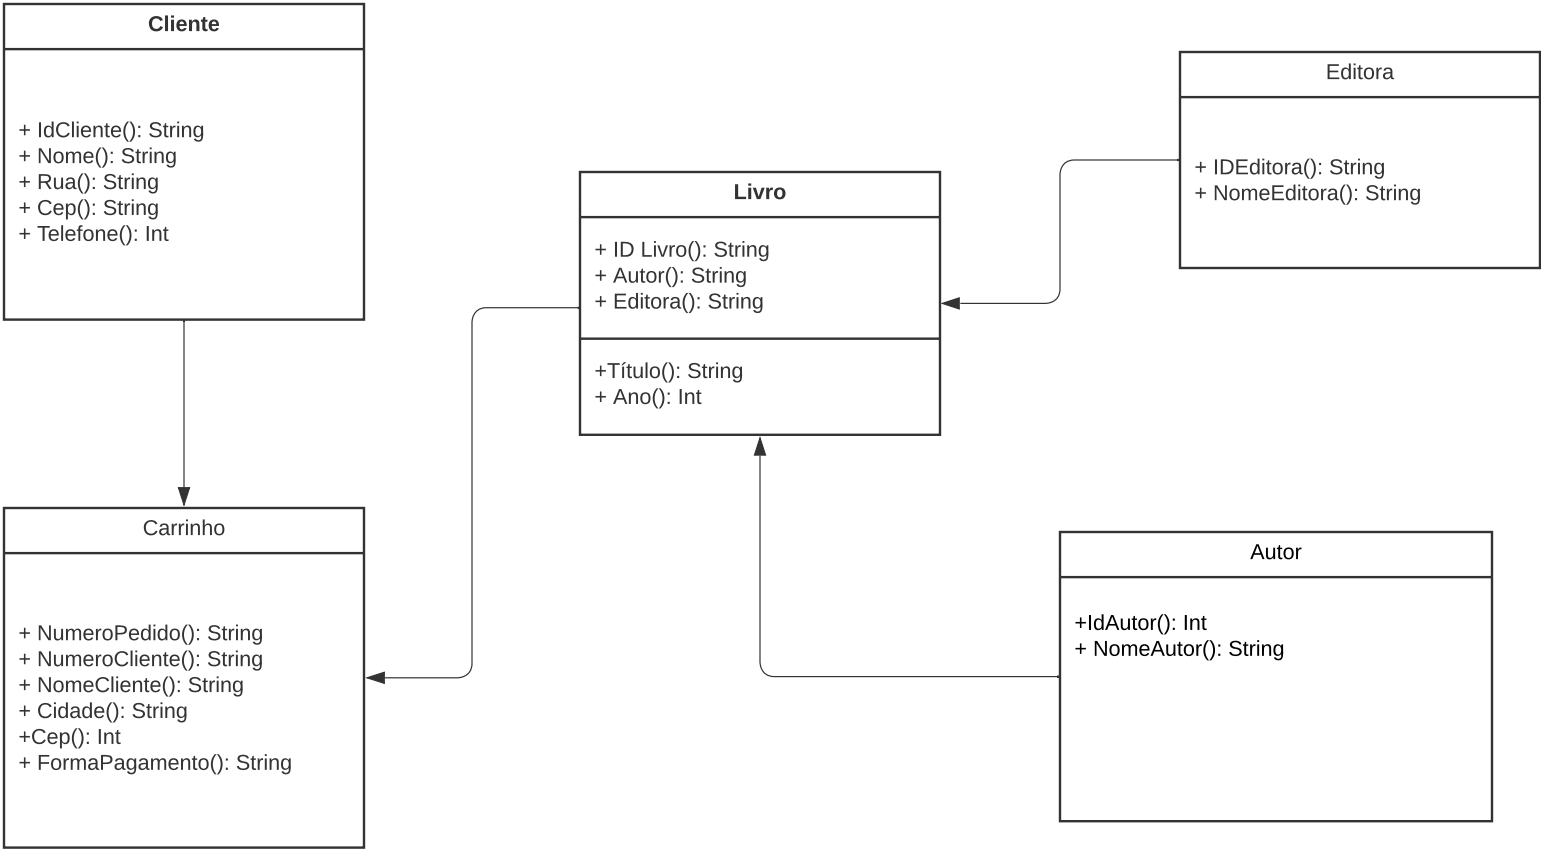 Cliente
+ IdCliente(): String
+ Nome(): String
+ Rua(): String
+ Cep(): String
+ Telefone(): Int
Livro
+ ID Livro(): String
+ Autor(): String
+ Editora(): String
+Título(): String
+ Ano(): Int
Editora
+ IDEditora(): String
+ NomeEditora(): String
Carrinho
+ NumeroPedido(): String
+ NumeroCliente(): String
+ NomeCliente(): String
+ Cidade(): String
+Cep(): Int
+ FormaPagamento(): String
Autor
+IdAutor(): Int
+ NomeAutor(): String